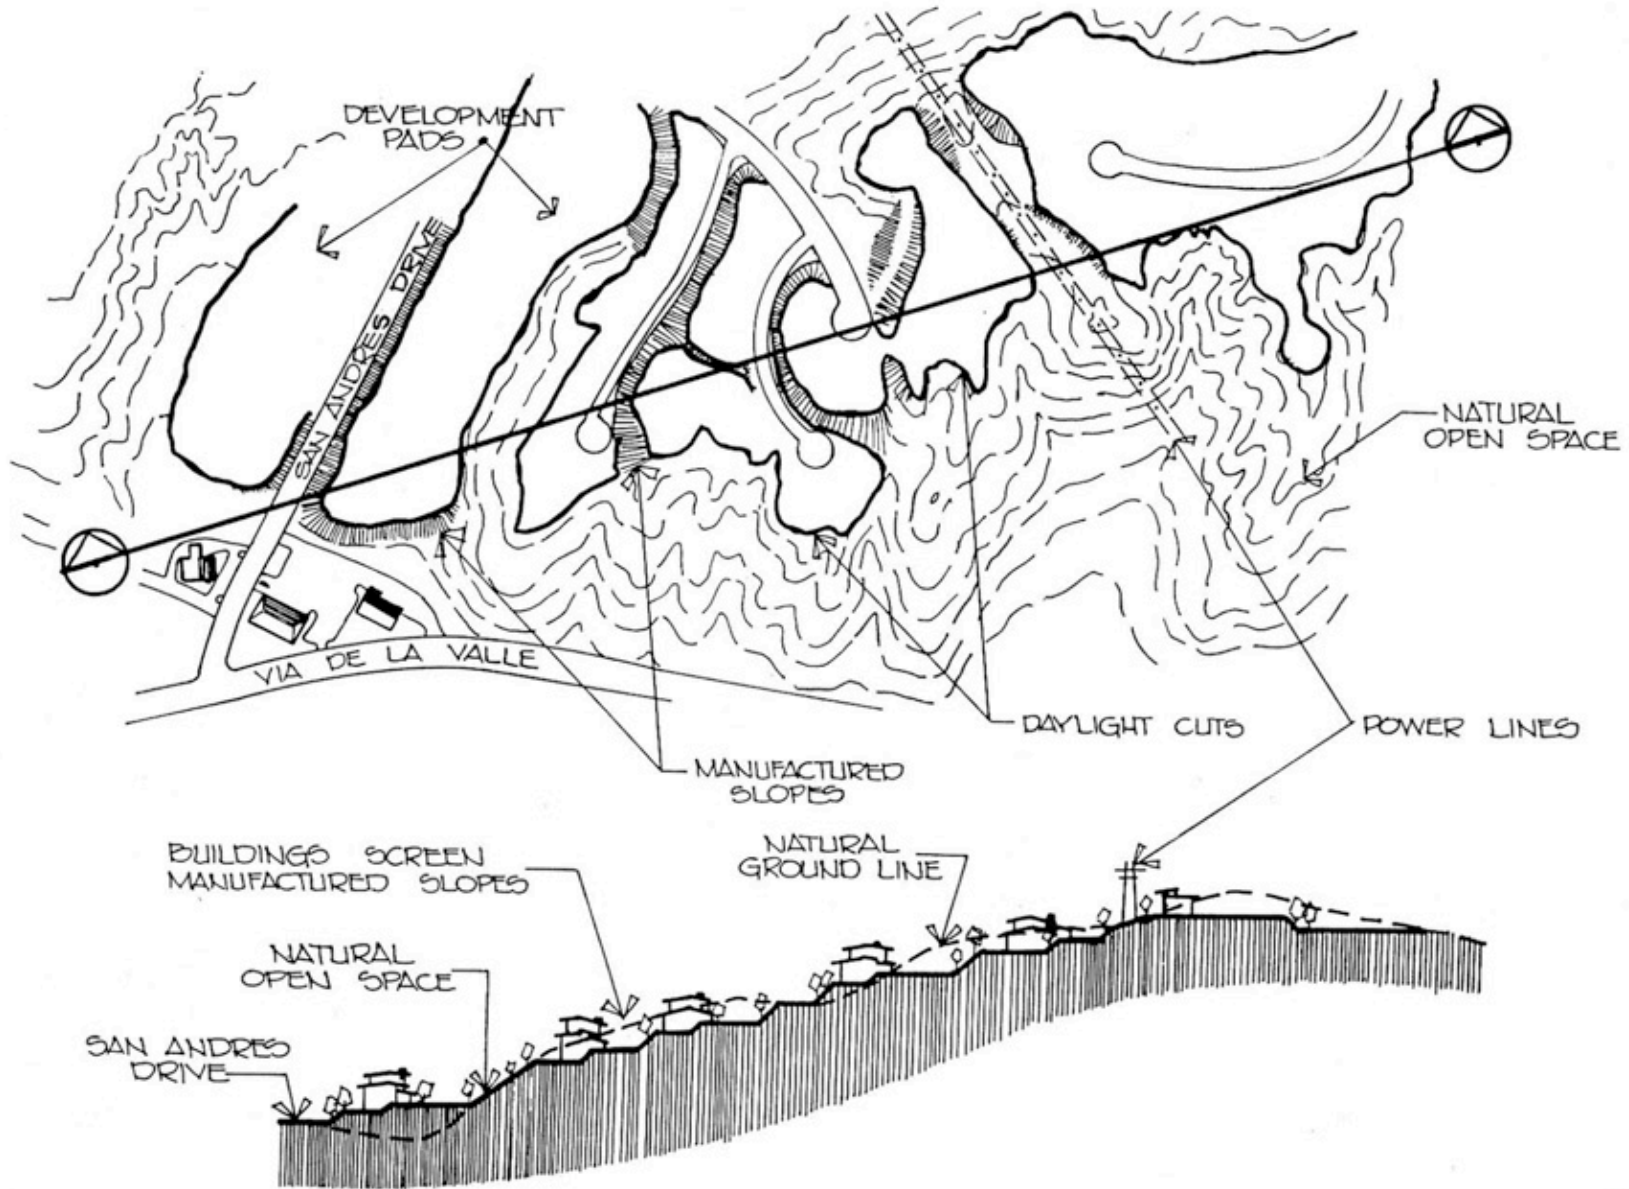 DEVELOPMENT
PADS
SAN ANDRES DRIVE
NATURAL
OPEN SPACE
VIA DE LA VALLE
DAYLIGHT CUTS
POWER LINES
MANUFACTURED
SLOPES
BUILDINGS SCREEN
MANUFACTURED SLOPES
NATURAL
GROUND LINE
NATURAL
OPEN SPACE
SAN ANDRES
DRIVE